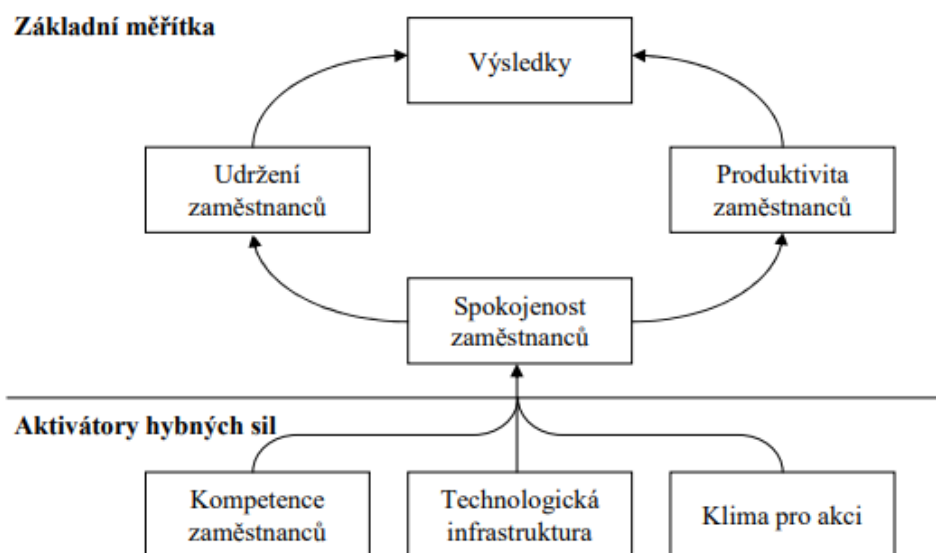 Základní měřítka
Výsledky
Udržení
zaměstnanců
Produktivita
zaměstnanců
Spokojenost
zaměstnanců
Aktivátory hybných sil
Kompetence
zaměstnanců
Technologická
infrastruktura
Klima pro akci